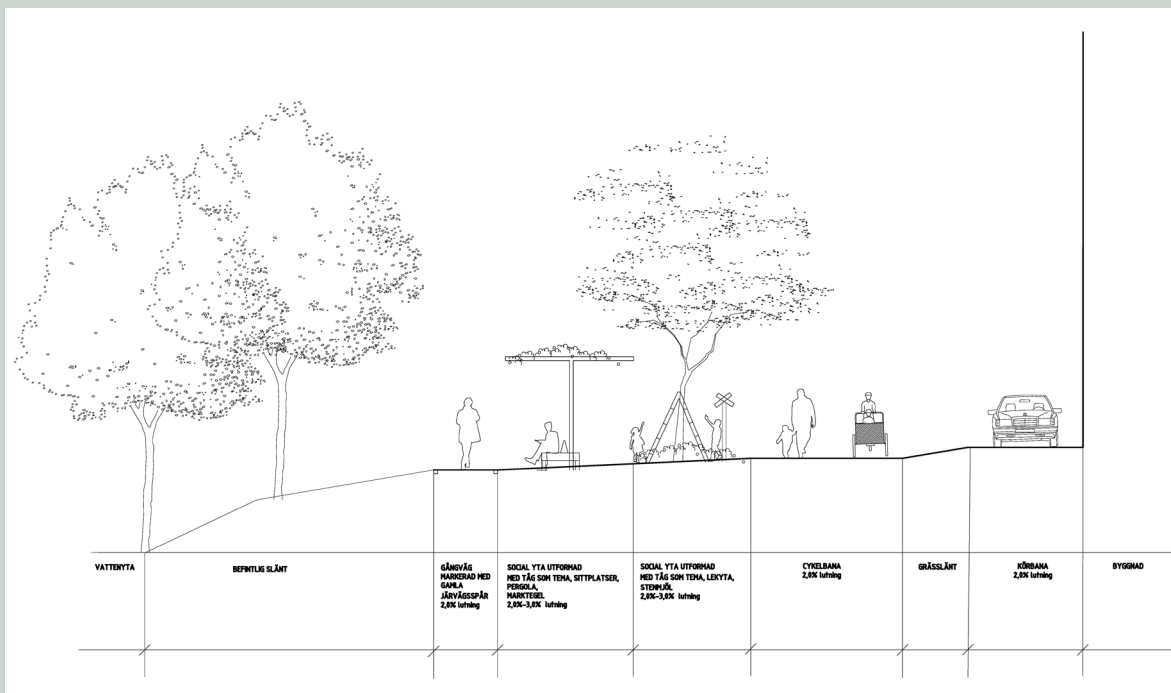 VATTENYTA
BEFINTLIG SLÄNT
GÅNGVÄG
MARKERAD MED
GAMLA
JÄRVÄGSSPÅR
2,0% lutning
SOCIAL YTA UTFORMAD
MED TÅG SOM TEMA, SITTPLATSER,
PERGOLA,
MARKTEGEL
2,0%-3,0% lutning
SOCIAL YTA UTFORMAD
MED TÅG SOM TEMA, LEKYTA,
STENMJÖL
2,0%-3,0% lutning
CYKELBANA
2,0% lutning
GRÄSSLÄNT
KÖRBANA
2,0% lutning
BYGGNAD